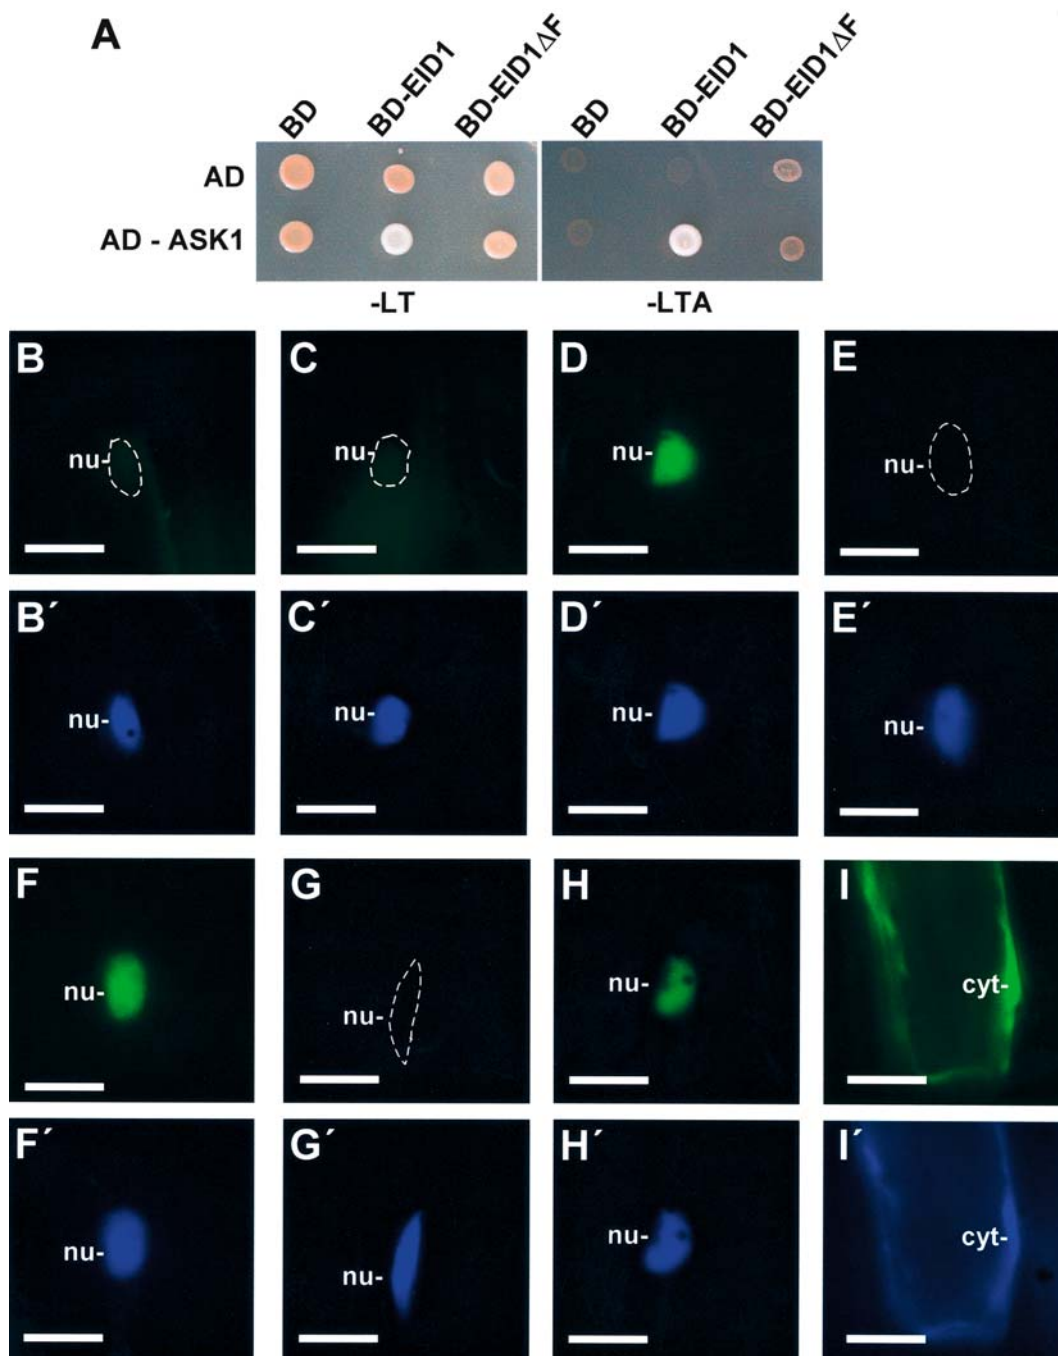 A
BD BD-EID1 BD-EID1ΔF BD BD-EID1 BD-EID1ΔF
AD
AD - ASK1
-LT -LTA
B C D E
nu- nu- nu- nu-
B´ C´ D´ E´
nu- nu- nu- nu-
F G H I
nu- nu- nu- cyt-
F´ G´ H´ I´
nu- nu- nu- cyt-